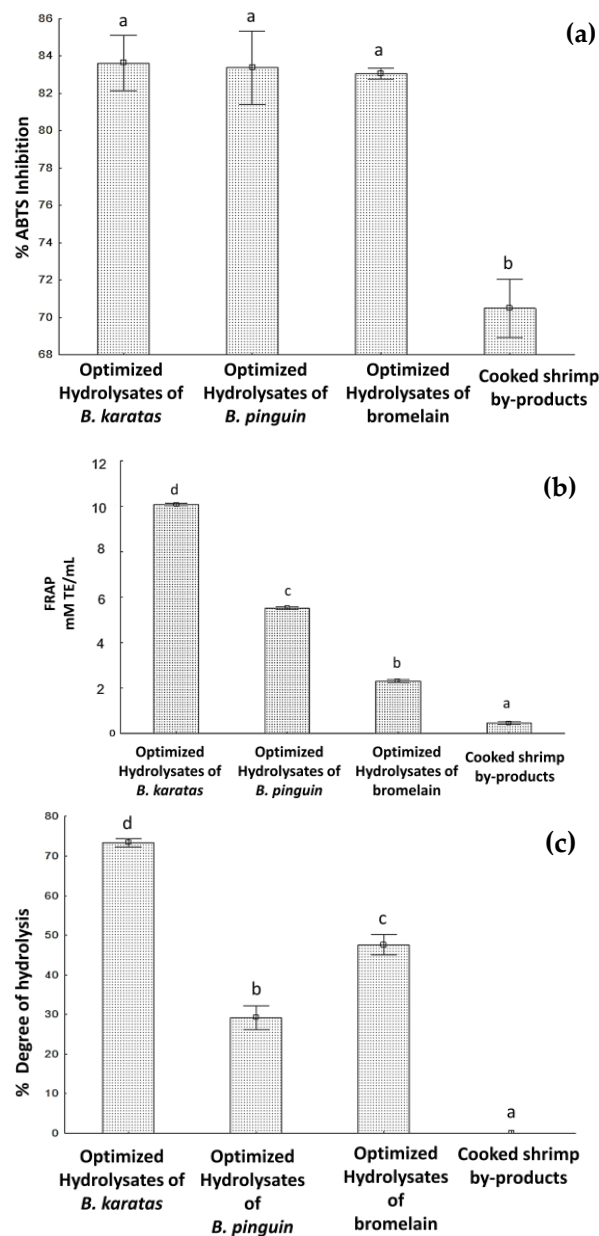 86
84
82
80
78
76
74
72
70
68
% ABTS Inhibition
a
a
a
b
(a)
Optimized
Hydrolysates of
B. karatas
Optimized
Hydrolysates of
B. pinguin
Optimized
Hydrolysates of
bromelain
Cooked shrimp
by-products
12
10
8
6
4
2
0
FRAP
mM TE/mL
d
c
b
a
(b)
Optimized
Hydrolysates of
B. karatas
Optimized
Hydrolysates of
B. pinguin
Optimized
Hydrolysates of
bromelain
Cooked shrimp
by-products
80
70
60
50
40
30
20
10
0
% Degree of hydrolysis
d
b
c
a
(c)
Optimized
Hydrolysates of
B. karatas
Optimized
Hydrolysates
of
B. pinguin
Optimized
Hydrolysates
of
bromelain
Cooked shrimp
by-products